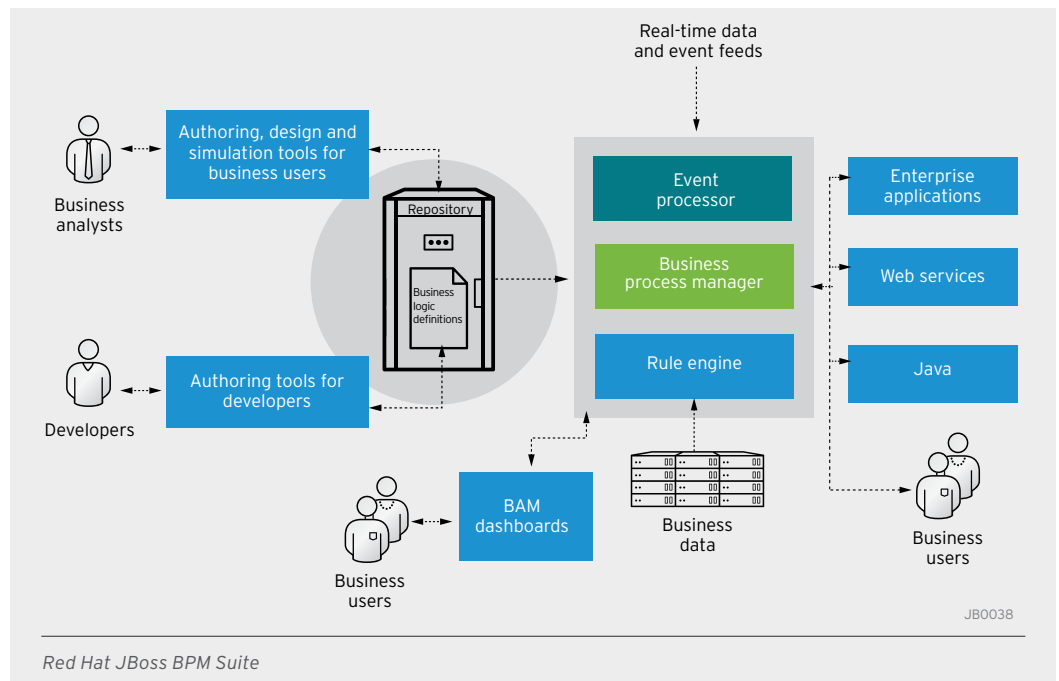 Real-time data
and event feeds
Authoring, design and
simulation tools for
business users
Business
analysts
Repository
Business
logic
definitions
Event
processor
Business
process manager
Rule engine
Enterprise
applications
Web services
Java
Authoring tools for
developers
Developers
BAM
dashboards
Business
users
Business
data
Business
users
JB0038
Red Hat JBoss BPM Suite